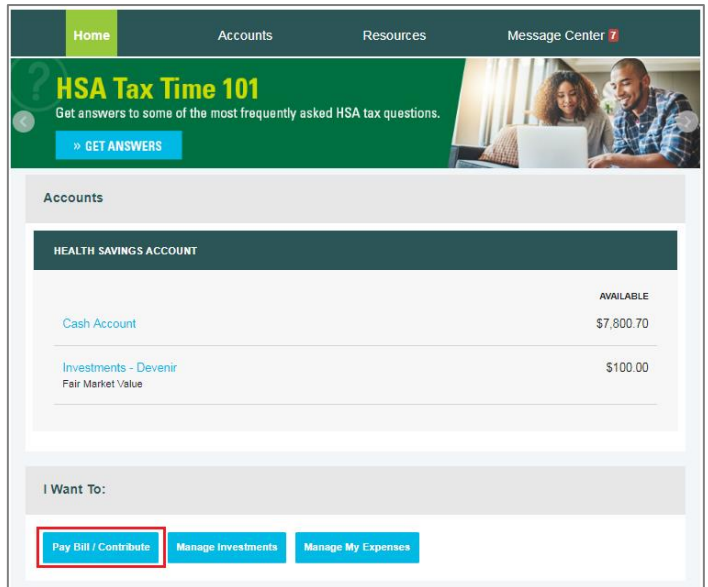 Home Accounts Resources Message Center 7
?
HSA Tax Time 101
Get answers to some of the most frequently asked HSA tax questions.
» GET ANSWERS
Accounts
HEALTH SAVINGS ACCOUNT
AVAILABLE
Cash Account $7,800.70
Investments - Devenir $100.00
Fair Market Value
I Want To:
Pay Bill / Contribute Manage Investments Manage My Expenses